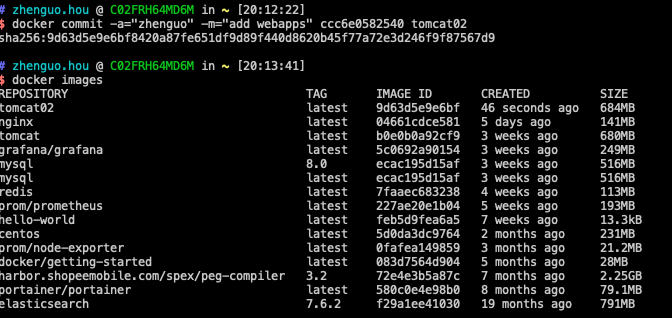 # zhenguo.hou @ C02FRH64MD6M in ~ [20:12:22]
$ docker commit -a="zhenguo" -m="add webapps" ccc6e0582540 tomcat02
sha256:9d63d5e9e6bf8420a87fe651df9d89f440d8620b45f77a72e3d246f9f87567d9
# zhenguo.hou @ C02FRH64MD6M in ~ [20:13:41]
$ docker images
REPOSITORY TAG IMAGE ID CREATED SIZE
tomcat02 latest 9d63d5e9e6bf 46 seconds ago 684MB
nginx latest 04661cdce581 5 days ago 141MB
tomcat latest b0e0b0a92cf9 3 weeks ago 680MB
grafana/grafana latest 5c0692a90154 3 weeks ago 249MB
mysql 8.0 ecac195d15af 3 weeks ago 516MB
mysql latest ecac195d15af 3 weeks ago 516MB
redis latest 7faaec683238 4 weeks ago 113MB
prom/prometheus latest 227ae20e1b04 5 weeks ago 193MB
hello-world latest feb5d9fea6a5 7 weeks ago 13.3kB
centos latest 5d0da3dc9764 2 months ago 231MB
prom/node-exporter latest 0fafea149859 3 months ago 21.2MB
docker/getting-started latest 083d7564d904 5 months ago 28MB
harbor.shopeemobile.com/spex/peg-compiler 3.2 72e4e3b5a87c 7 months ago 2.25GB
portainer/portainer latest 580c0e4e98b0 8 months ago 79.1MB
elasticsearch 7.6.2 f29a1ee41030 19 months ago 791MB